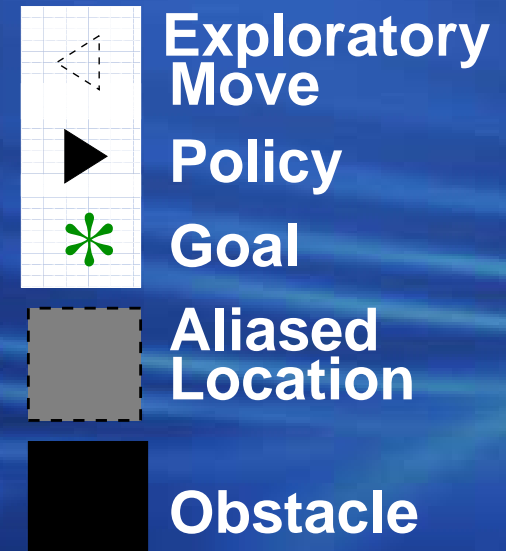 Exploratory
Move
Policy
Goal
Aliased
Location
Obstacle